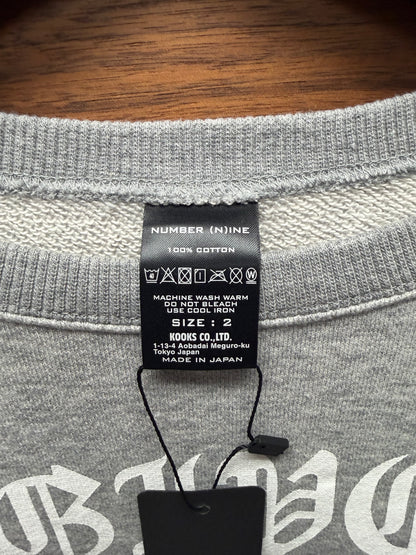 NUMBER (N)INE
100% COTTON
MACHINE WASH WARM
DO NOT BLEACH
USE COOL IRON
SIZE : 2
KOOKS CO.,LTD.
1-13-4 Aobadai Meguro-ku
Tokyo Japan
MADE IN JAPAN